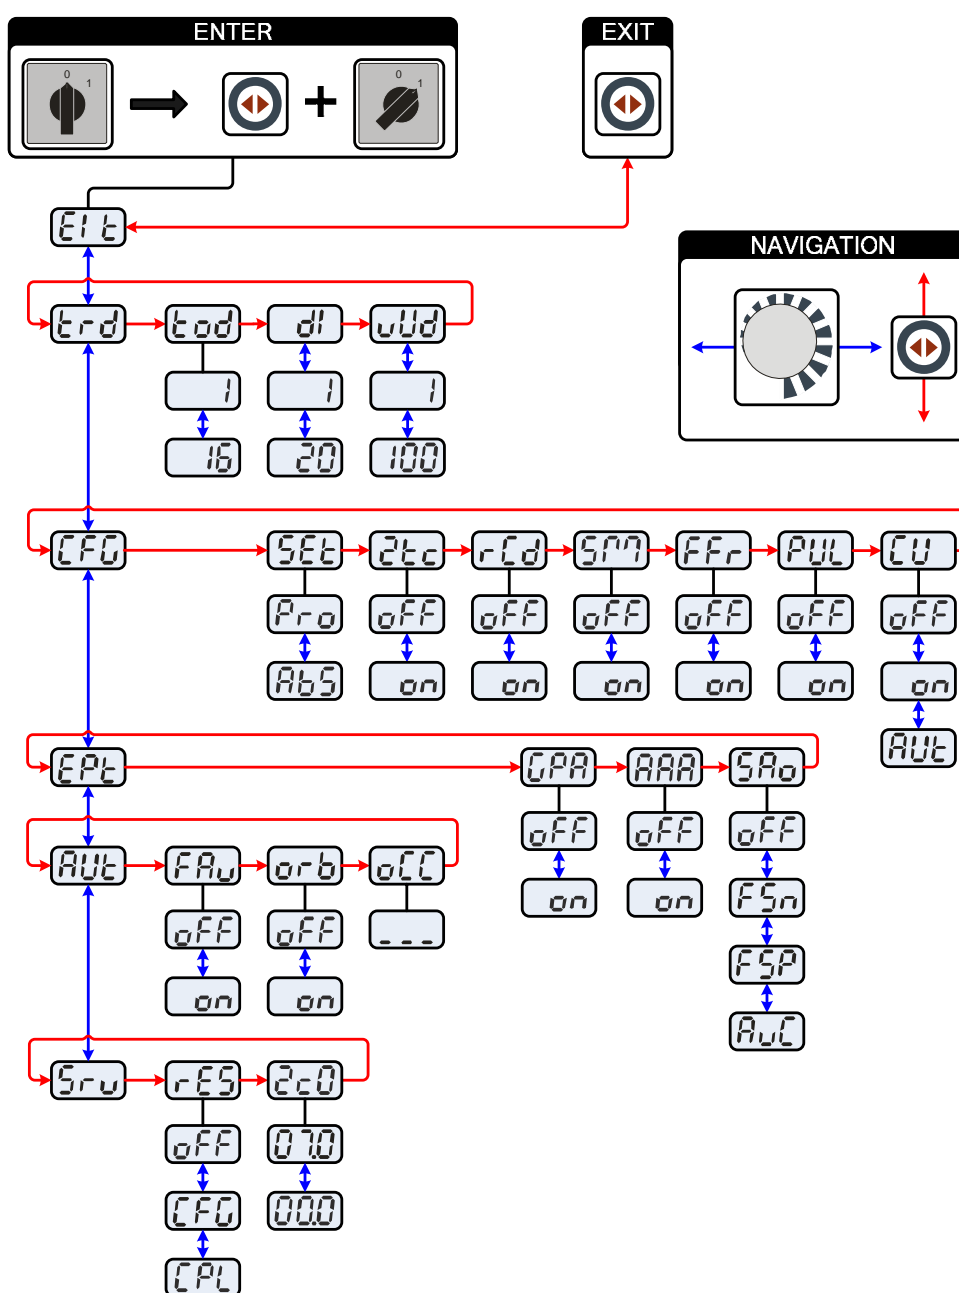 ENTER
EXIT
0
1
0
1
EIt
NAVIGATION
trd tod dI uUd
1 1 1
16 20 100
CFG SEt 2tc rCd SM FFr PUL CU
Pro oFF oFF oFF oFF oFF oFF
AbS on on on on on on
AUt
EPt GPA AAA SAo
oFF oFF oFF
on on FSn
FSP
AuC
AUt FAu orb oCC
oFF oFF _ _ _
on on
Sru rES 2c0
oFF 07.0
CFG 00.0
CPL